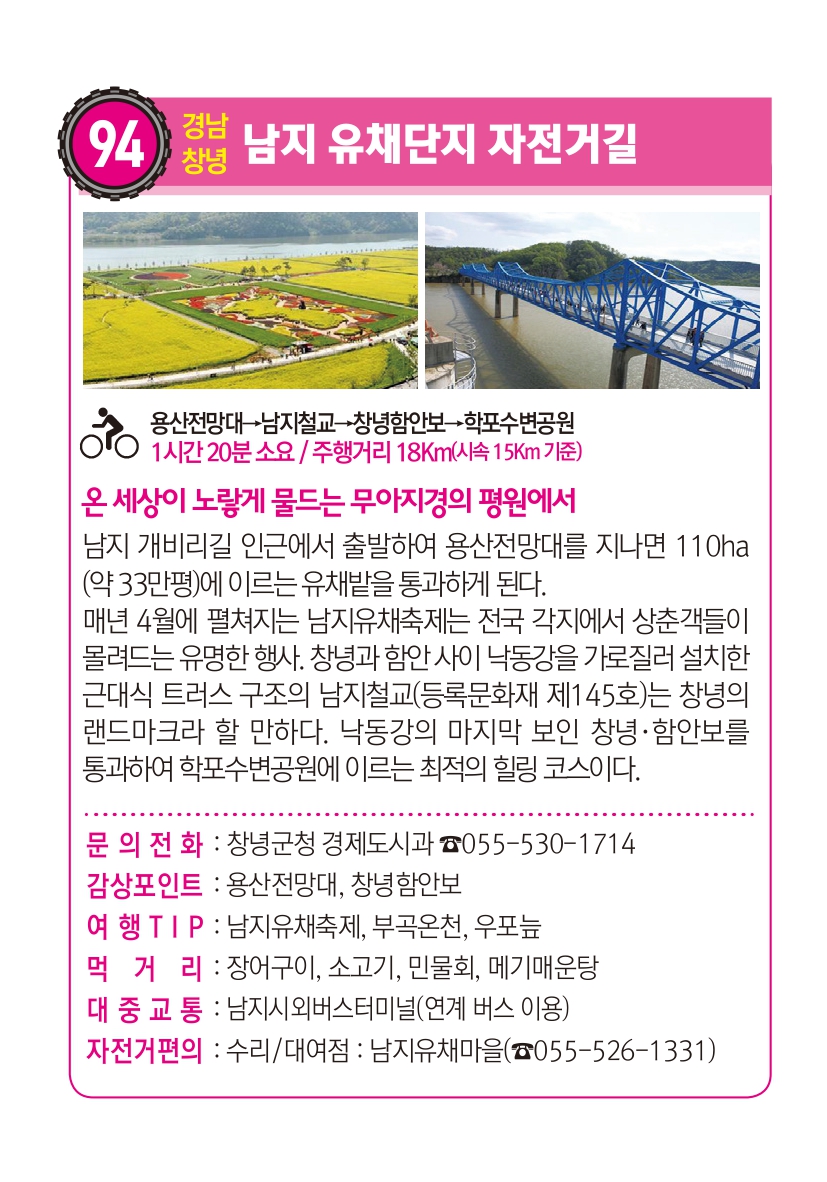 94
경남
창녕
남지 유채단지 자전거길
용산전망대→남지철교→창녕함안보→학포수변공원
1시간 20분 소요 / 주행거리 18Km(시속 15Km 기준)
온 세상이 노랗게 물드는 무아지경의 평원에서
남지 개비리길 인근에서 출발하여 용산전망대를 지나면 110ha
(약 33만평)에 이르는 유채밭을 통과하게 된다.
매년 4월에 펼쳐지는 남지유채축제는 전국 각지에서 상춘객들이
몰려드는 유명한 행사. 창녕과 함안 사이 낙동강을 가로질러 설치한
근대식 트러스 구조의 남지철교(등록문화재 제145호)는 창녕의
랜드마크라 할 만하다. 낙동강의 마지막 보인 창녕·함안보를
통과하여 학포수변공원에 이르는 최적의 힐링 코스이다.
문의전화 : 창녕군청 경제도시과 ☎055-530-1714
감상포인트 : 용산전망대, 창녕함안보
여행TIP : 남지유채축제, 부곡온천, 우포늪
먹거리 : 장어구이, 소고기, 민물회, 메기매운탕
대중교통 : 남지시외버스터미널(연계 버스 이용)
자전거편의 : 수리/대여점 : 남지유채마을(☎055-526-1331)